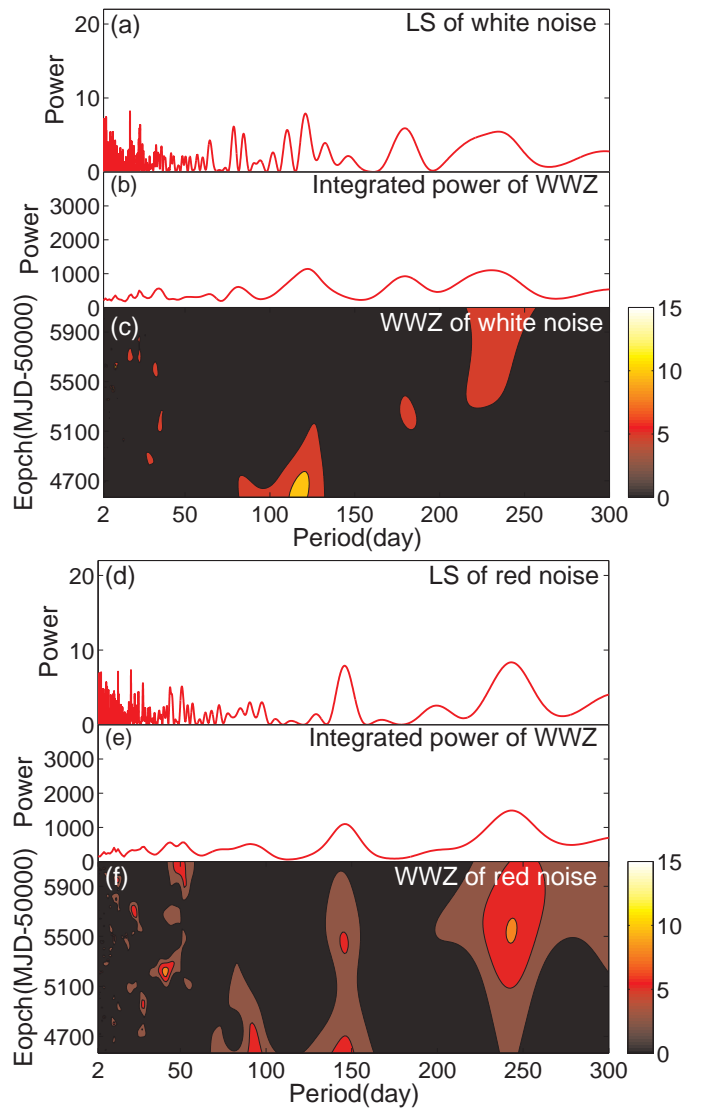 (a)
LS of white noise
20
10
0
Power
(b)
Integrated power of WWZ
3000
2000
1000
0
Power
(c)
WWZ of white noise
5900
5500
5100
4700
Eopch(MJD-50000)
2 50 100 150 200 250 300
Period(day)
15
10
5
0
(d)
LS of red noise
20
10
0
Power
(e)
Integrated power of WWZ
3000
2000
1000
0
Power
(f)
WWZ of red noise
5900
5500
5100
4700
Eopch(MJD-50000)
2 50 100 150 200 250 300
Period(day)
15
10
5
0